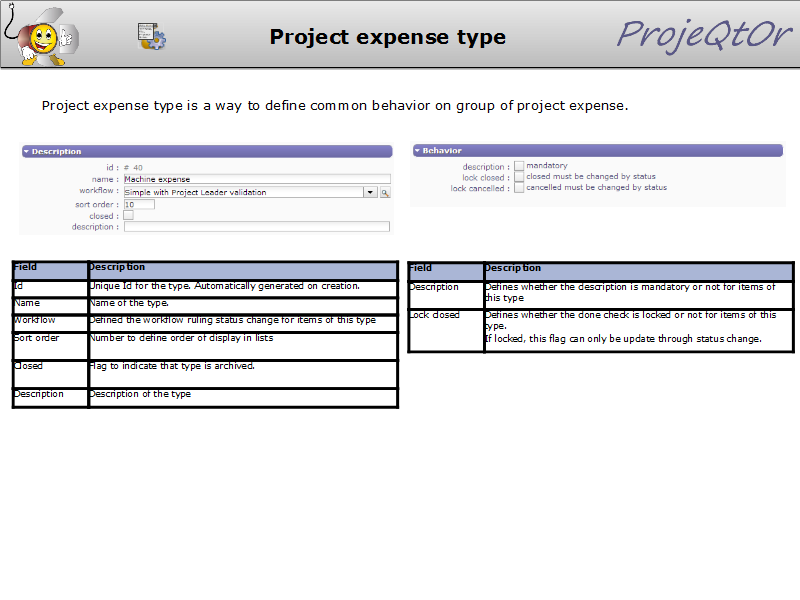 Project expense type
ProjeQtOr
Project expense type is a way to define common behavior on group of project expense.
Description
id : # 40
name : Machine expense
workflow : Simple with Project Leader validation
sort order : 10
closed :
description :
Behavior
description : mandatory
lock closed : closed must be changed by status
lock cancelled : cancelled must be changed by status
Field Description
Id Unique Id for the type. Automatically generated on creation.
Name Name of the type.
Workflow Defined the workflow ruling status change for items of this type
Sort order Number to define order of display in lists
Closed Flag to indicate that type is archived.
Description Description of the type
Field Description
Description Defines whether the description is mandatory or not for items of
this type
Lock closed Defines whether the done check is locked or not for items of this
type.
If locked, this flag can only be update through status change.